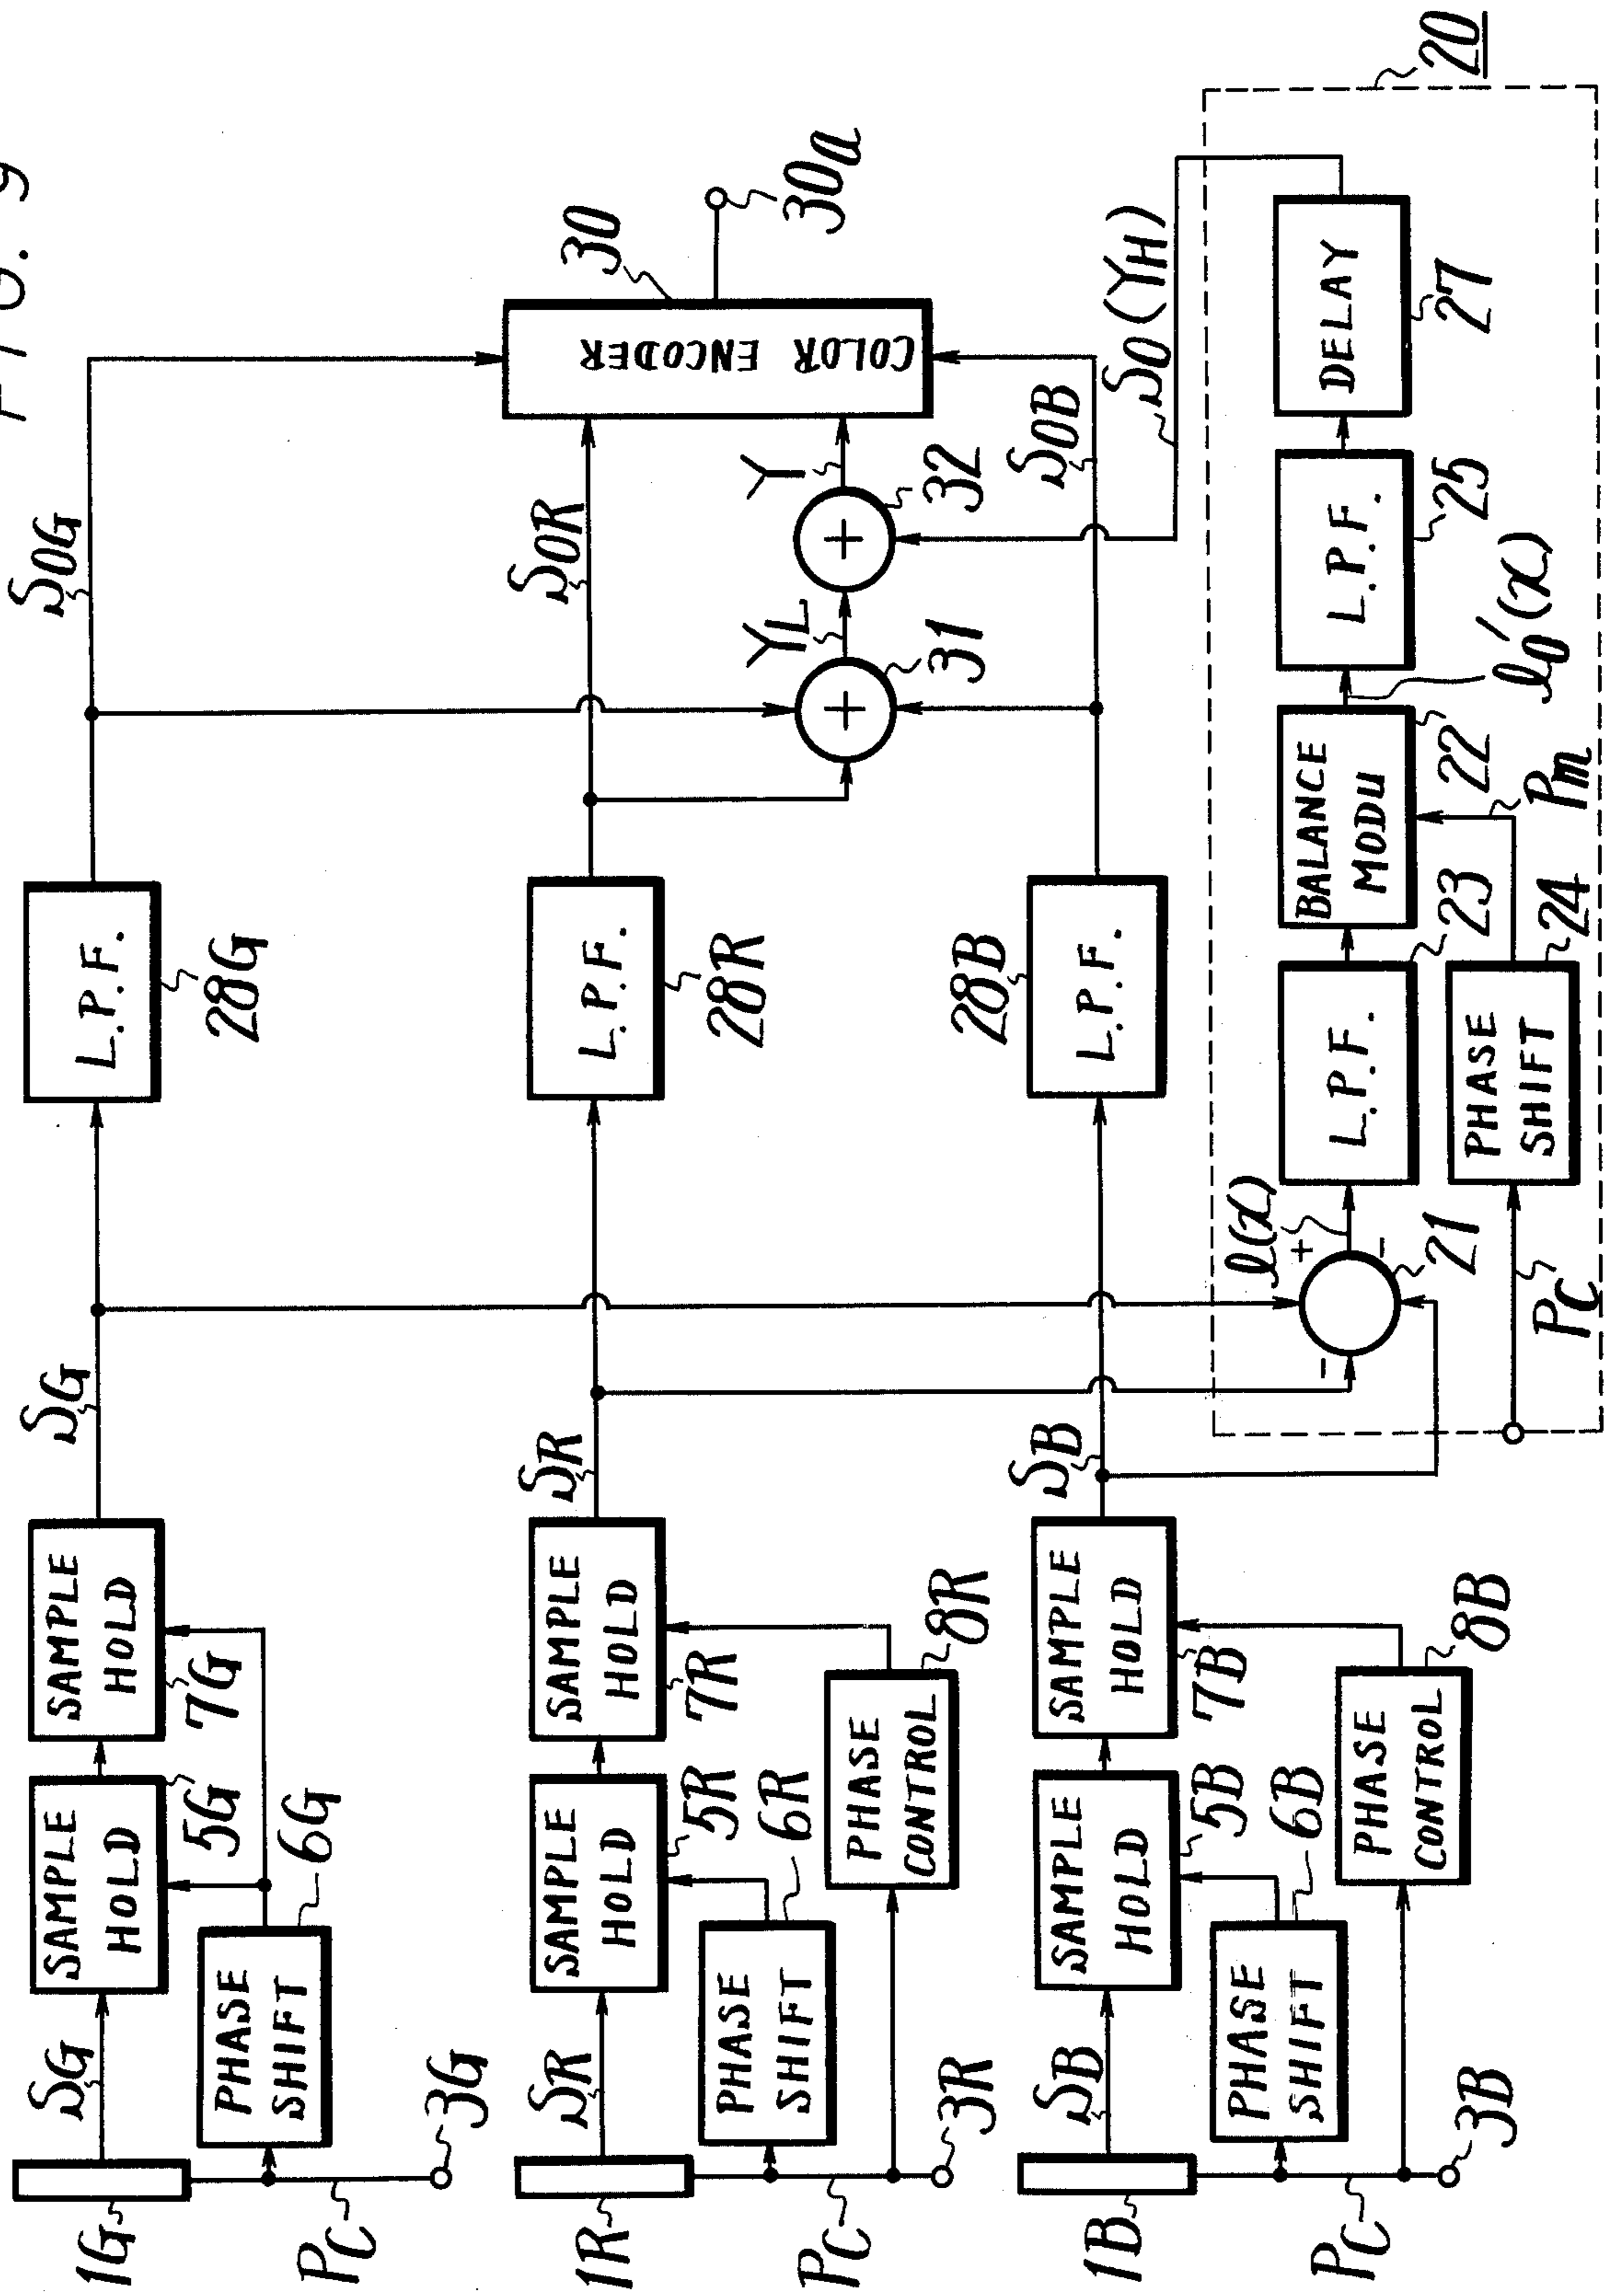 FIG. 9
1G
SG
SAMPLE
HOLD
5G
SAMPLE
HOLD
7G
SG
L.P.F.
28G
S0G
PC
PHASE
SHIFT
6G
3G
1R
SR
SAMPLE
HOLD
5R
SAMPLE
HOLD
7R
SR
L.P.F.
28R
S0R
YL
Y
COLOR ENCODER
30
30a
PC
PHASE
SHIFT
6R
PHASE
CONTROL
8R
3R
31
32
1B
SB
SAMPLE
HOLD
5B
SAMPLE
HOLD
7B
SB
L.P.F.
28B
S0B
S0(YH)
PC
PHASE
SHIFT
6B
PHASE
CONTROL
8B
3B
20
l(x)
+
-
-
21
L.P.F.
23
BALANCE
MODU
22
L.P.F.
25
DELAY
27
PC
PHASE
SHIFT
24
Pm
l0'(x)
+
+